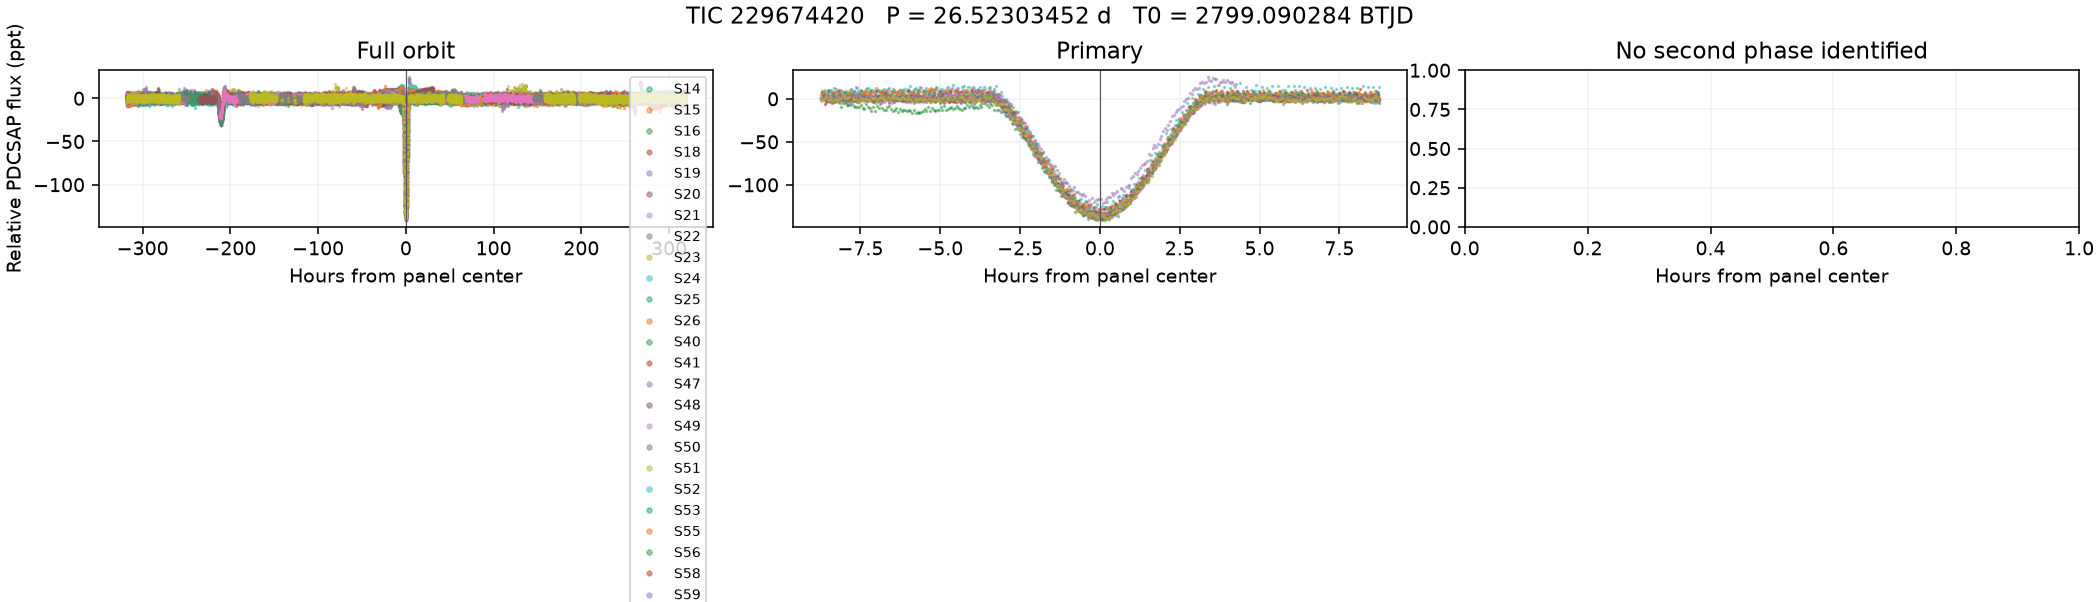 TIC 229674420   P = 26.52303452 d   T0 = 2799.090284 BTJD
Full orbit
Relative PDCSAP flux (ppt)
0
−50
−100
−300
−200
−100
0
100
200
300
Hours from panel center
S14
S15
S16
S18
S19
S20
S21
S22
S23
S24
S25
S26
S40
S41
S47
S48
S49
S50
S51
S52
S53
S55
S56
S58
S59
Primary
0
−50
−100
−7.5
−5.0
−2.5
0.0
2.5
5.0
7.5
Hours from panel center
No second phase identified
1.00
0.75
0.50
0.25
0.00
0.0
0.2
0.4
0.6
0.8
1.0
Hours from panel center